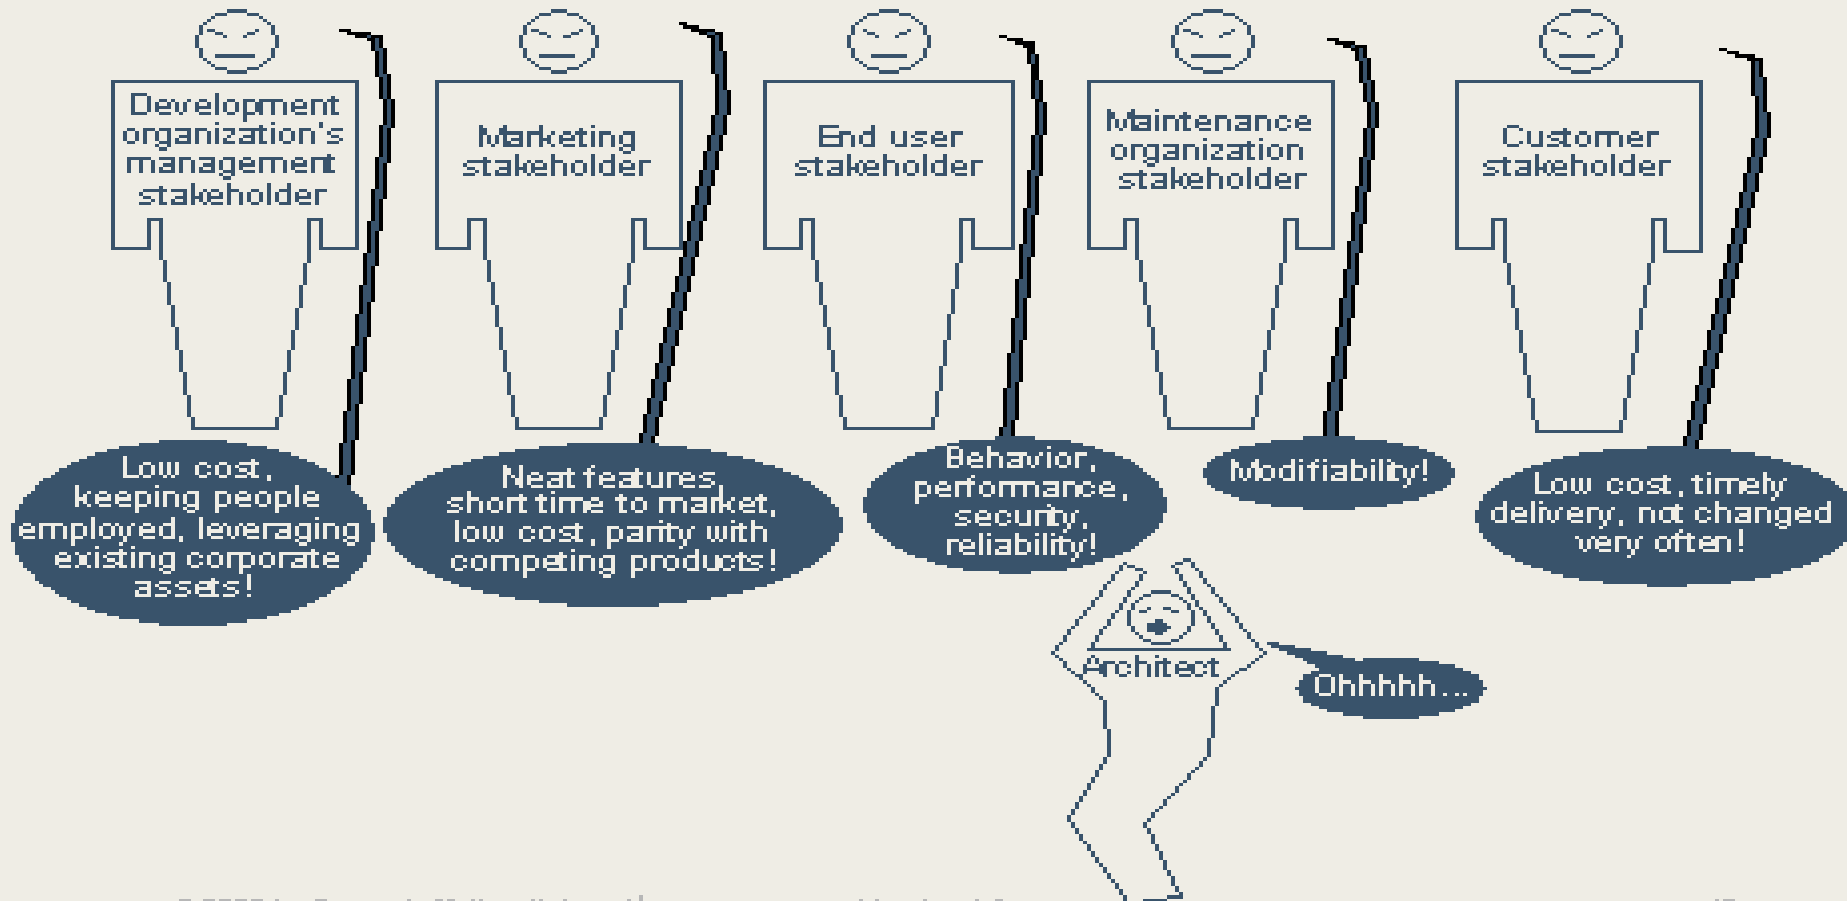 Development
organization's
management
stakeholder
Marketing
stakeholder
End user
stakeholder
Maintenance
organization
stakeholder
Customer
stakeholder
Low cost,
keeping people
employed, leveraging
existing corporate
assets!
Neat features,
short time to market,
low cost, parity with
competing products!
Behavior,
performance,
security,
reliability!
Modifiability!
Low cost, timely
delivery, not changed
very often!
Architect
Ohhhhh...